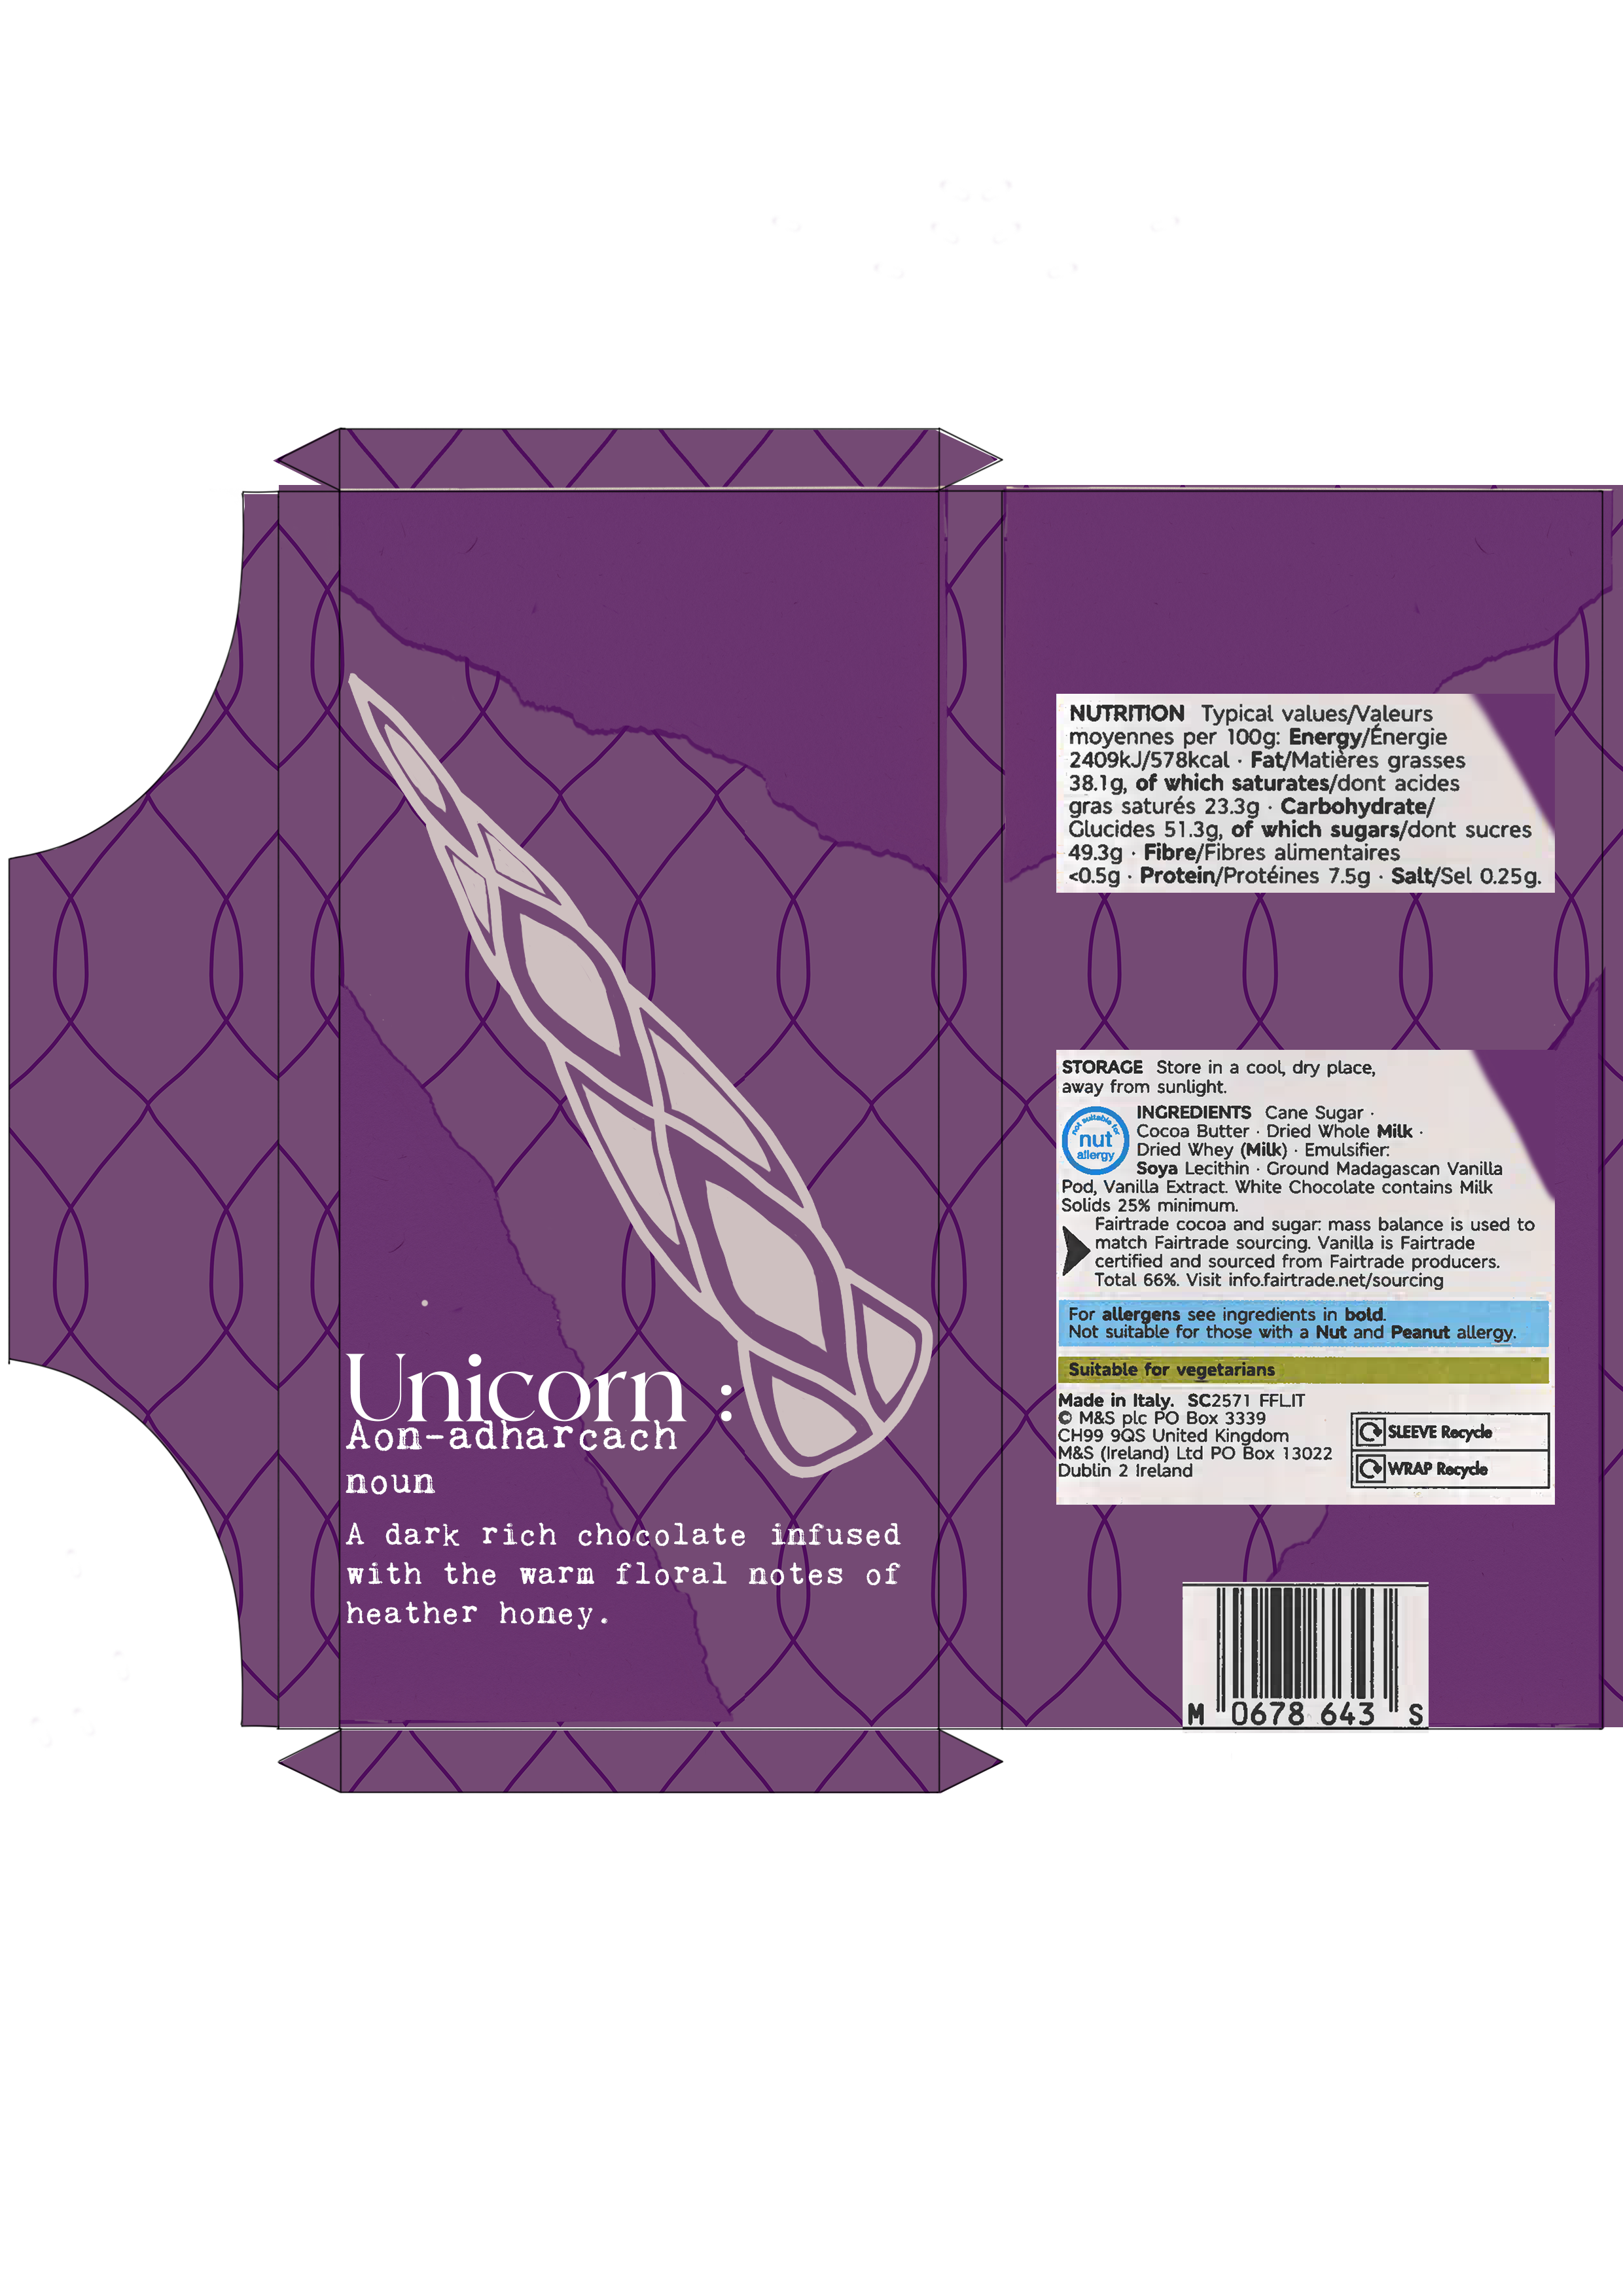 Unicorn :
Aon-adharcach
noun
A dark rich chocolate infused
with the warm floral notes of
heather honey.
NUTRITION Typical values/Valeurs
moyennes per 100g: Energy/Énergie
2409kJ/578kcal · Fat/Matières grasses
38.1g, of which saturates/dont acides
gras saturés 23.3g · Carbohydrate/
Glucides 51.3g, of which sugars/dont sucres
49.3g · Fibre/Fibres alimentaires
<0.5g · Protein/Protéines 7.5g · Salt/Sel 0.25g.
STORAGE Store in a cool, dry place,
away from sunlight.
not suitable for
nut
allergy
INGREDIENTS Cane Sugar ·
Cocoa Butter · Dried Whole Milk ·
Dried Whey (Milk) · Emulsifier:
Soya Lecithin · Ground Madagascan Vanilla
Pod, Vanilla Extract. White Chocolate contains Milk
Solids 25% minimum.
Fairtrade cocoa and sugar: mass balance is used to
match Fairtrade sourcing. Vanilla is Fairtrade
certified and sourced from Fairtrade producers.
Total 66%. Visit info.fairtrade.net/sourcing
For allergens see ingredients in bold.
Not suitable for those with a Nut and Peanut allergy.
Suitable for vegetarians
Made in Italy. SC2571 FFLIT
© M&S plc PO Box 3339
CH99 9QS United Kingdom
M&S (Ireland) Ltd PO Box 13022
Dublin 2 Ireland
SLEEVE Recycle
WRAP Recycle
M 0678 643 S